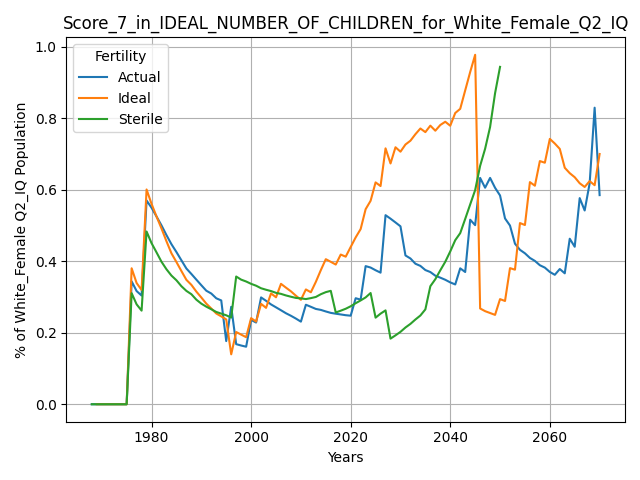 Score_7_in_IDEAL_NUMBER_OF_CHILDREN_for_White_Female_Q2_IQ
Fertility
Actual
Ideal
Sterile
% of White_Female Q2_IQ Population
1.0
0.8
0.6
0.4
0.2
0.0
1980
2000
2020
2040
2060
Years